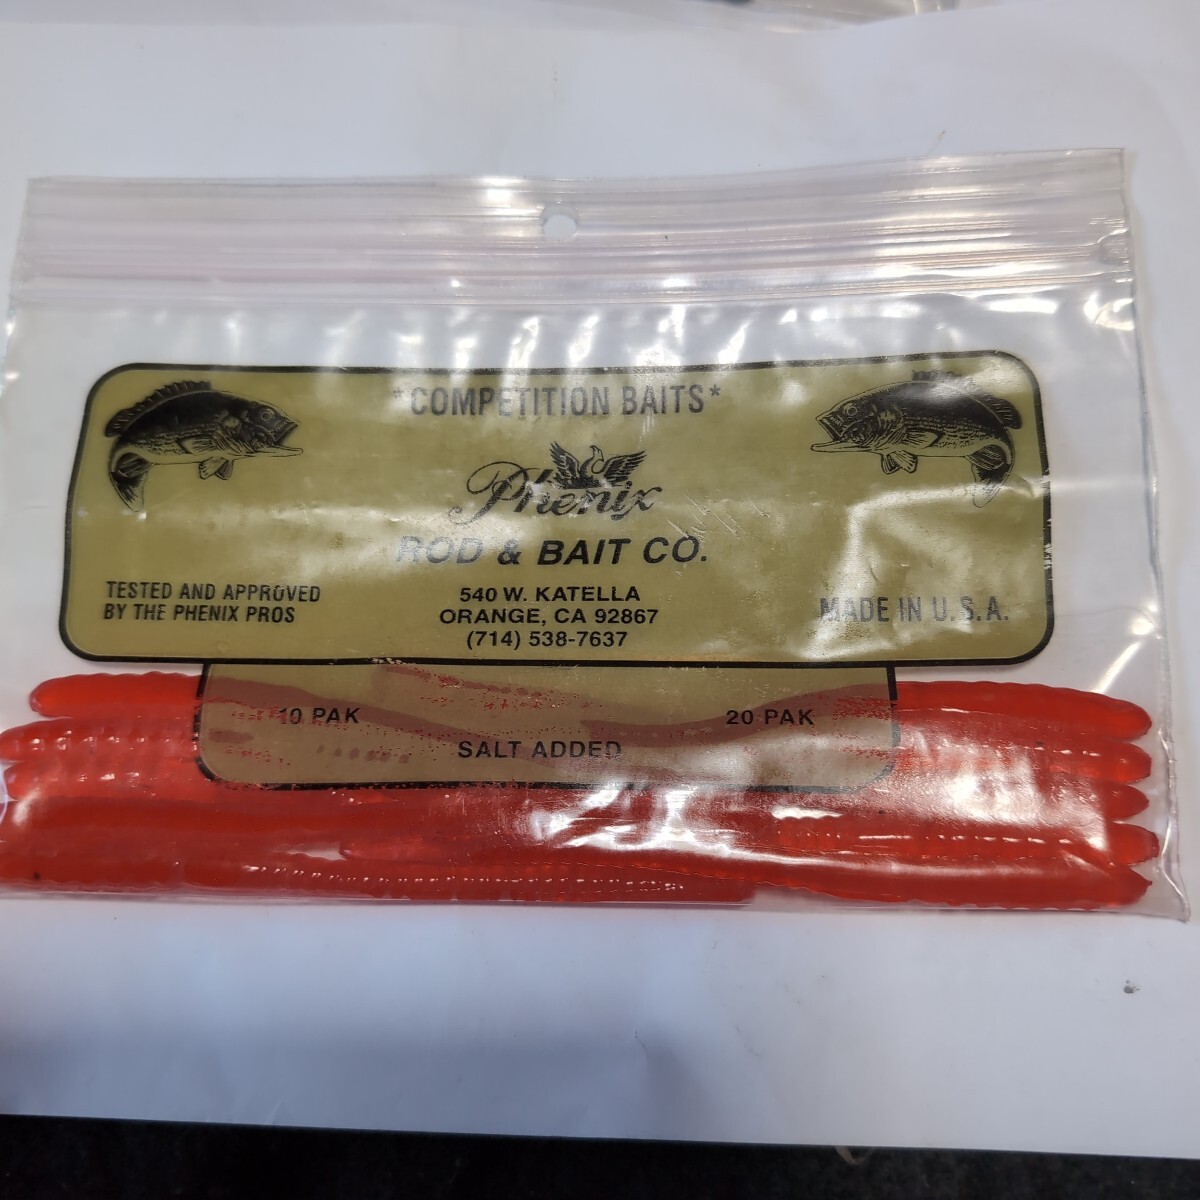 *COMPETITION BAITS*
Phenix
ROD & BAIT CO.
TESTED AND APPROVED
BY THE PHENIX PROS
540 W. KATELLA
ORANGE, CA 92867
(714) 538-7637
MADE IN U.S.A.
10 PAK
20 PAK
SALT ADDED